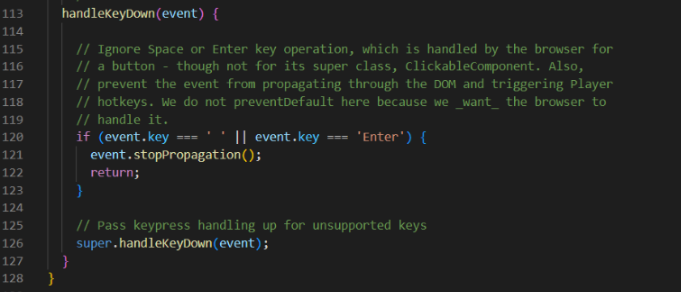 113 handleKeyDown(event) {
114
115 // Ignore Space or Enter key operation, which is handled by the browser for
116 // a button - though not for its super class, ClickableComponent. Also,
117 // prevent the event from propagating through the DOM and triggering Player
118 // hotkeys. We do not preventDefault here because we _want_ the browser to
119 // handle it.
120 if (event.key === ' ' || event.key === 'Enter') {
121 event.stopPropagation();
122 return;
123 }
124
125 // Pass keypress handling up for unsupported keys
126 super.handleKeyDown(event);
127 }
128 }